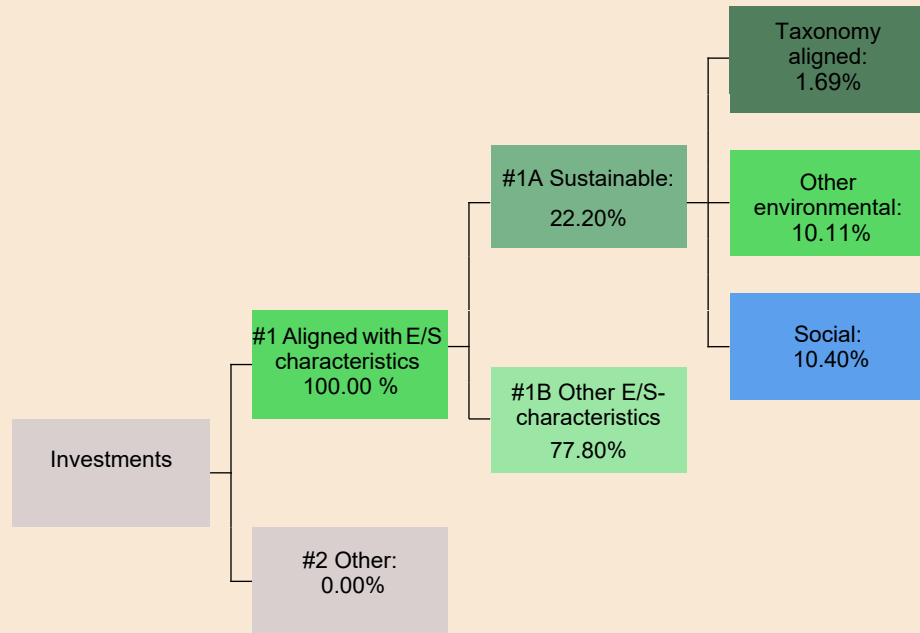 Taxonomy
aligned:
1.69%
#1A Sustainable:
22.20%
Other
environmental:
10.11%
#1 Aligned with E/S
characteristics
100.00 %
Social:
10.40%
#1B Other E/S-
characteristics
77.80%
Investments
#2 Other:
0.00%